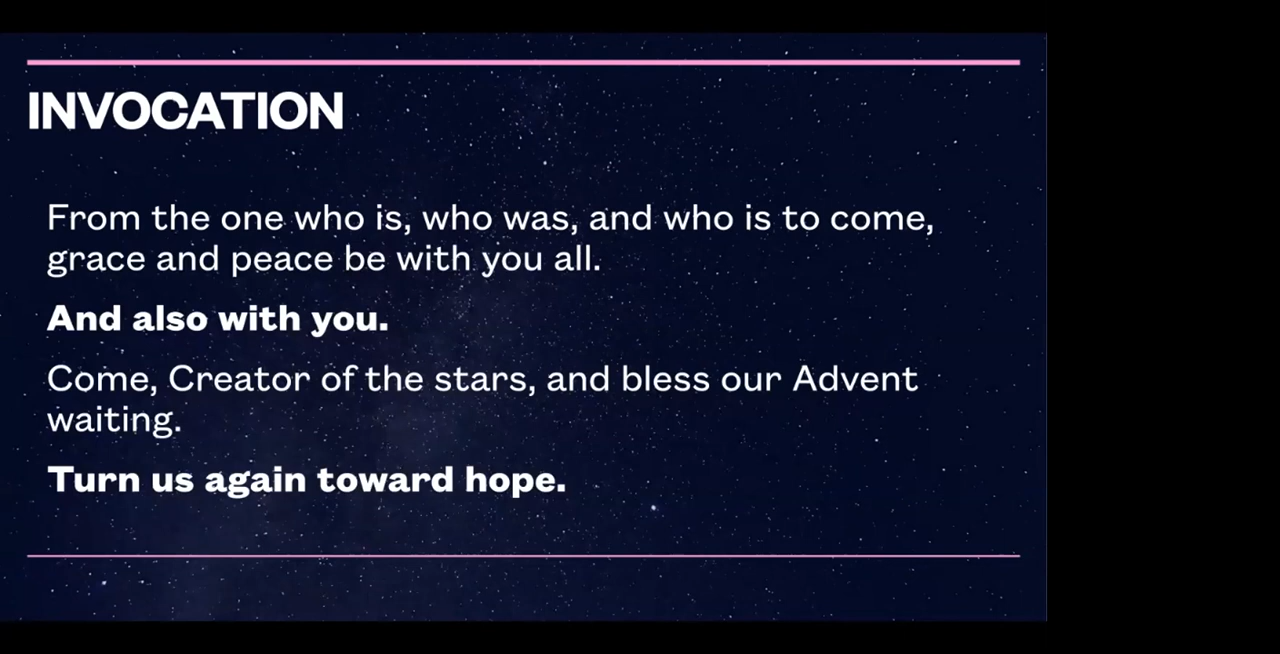 INVOCATION
From the one who is, who was, and who is to come,
grace and peace be with you all.
And also with you.
Come, Creator of the stars, and bless our Advent
waiting.
Turn us again toward hope.